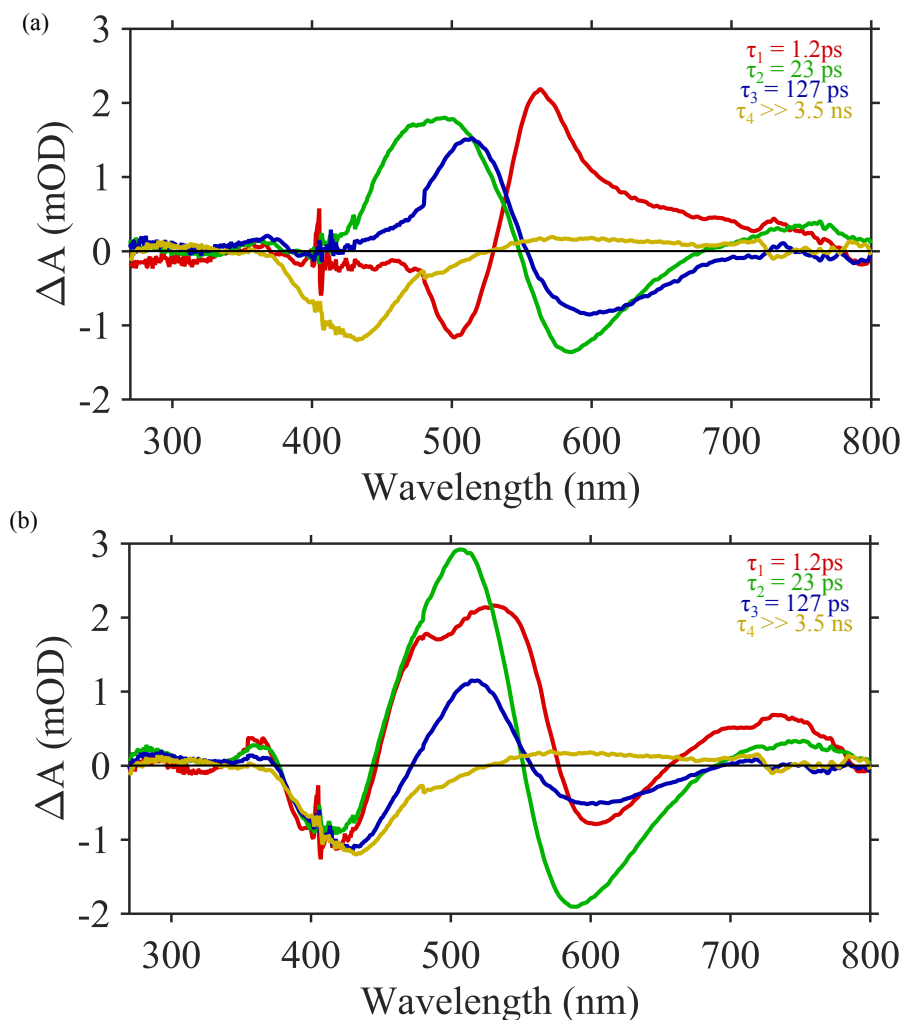 (a)
3
2
1
0
-1
-2
ΔA (mOD)
τ1 = 1.2ps
τ2 = 23 ps
τ3 = 127 ps
τ4 >> 3.5 ns
300 400 500 600 700 800
Wavelength (nm)
(b)
3
2
1
0
-1
-2
ΔA (mOD)
τ1 = 1.2ps
τ2 = 23 ps
τ3 = 127 ps
τ4 >> 3.5 ns
300 400 500 600 700 800
Wavelength (nm)